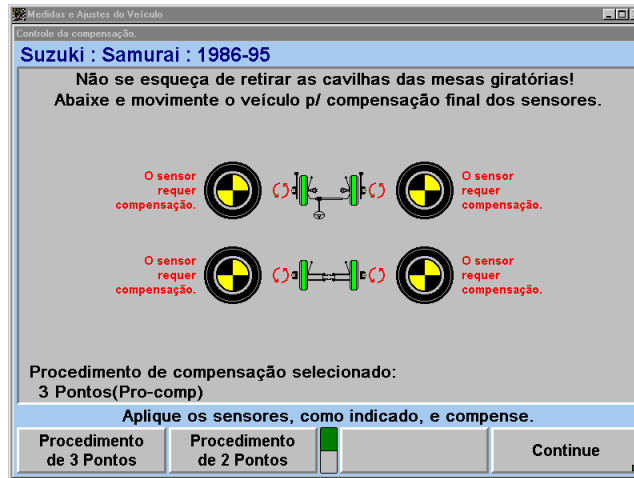 Medidas e Ajustes do Veículo
Controle da compensação.
Suzuki : Samurai : 1986-95
Não se esqueça de retirar as cavilhas das mesas giratórias!
Abaixe e movimente o veículo p/ compensação final dos sensores.
O sensor
requer
compensação.
O sensor
requer
compensação.
O sensor
requer
compensação.
O sensor
requer
compensação.
Procedimento de compensação selecionado:
3 Pontos(Pro-comp)
Aplique os sensores, como indicado, e compense.
Procedimento
de 3 Pontos
Procedimento
de 2 Pontos
Continue